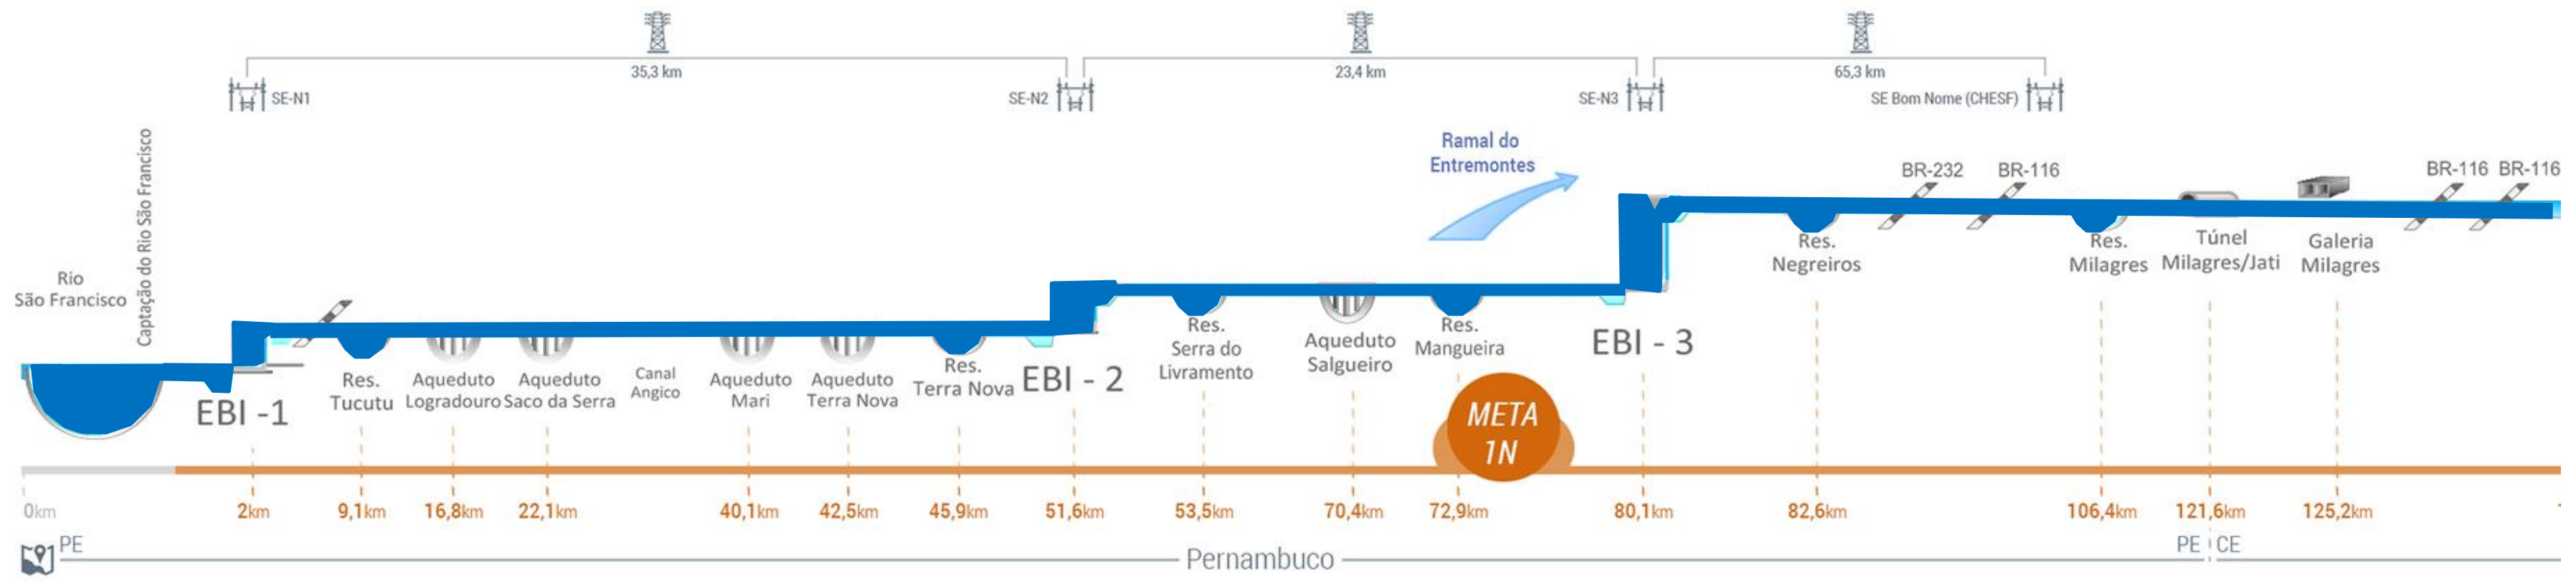 35,3 km
23,4 km
65,3 km
SE-N1
SE-N2
SE-N3
SE Bom Nome (CHESF)
Captação do Rio São Francisco
Ramal do
Entremontes
BR-232
BR-116
BR-116
BR-116
Rio
São Francisco
EBI -1
Res.
Tucutu
Aqueduto
Logradouro
Aqueduto
Saco da Serra
Canal
Angico
Aqueduto
Mari
Aqueduto
Terra Nova
Res.
Terra Nova
EBI - 2
Res.
Serra do
Livramento
Aqueduto
Salgueiro
Res.
Mangueira
EBI - 3
Res.
Negreiros
Res.
Milagres
Túnel
Milagres/Jati
Galeria
Milagres
META
1N
0km
2km
9,1km
16,8km
22,1km
40,1km
42,5km
45,9km
51,6km
53,5km
70,4km
72,9km
80,1km
82,6km
106,4km
121,6km
125,2km
PE
Pernambuco
PE
CE